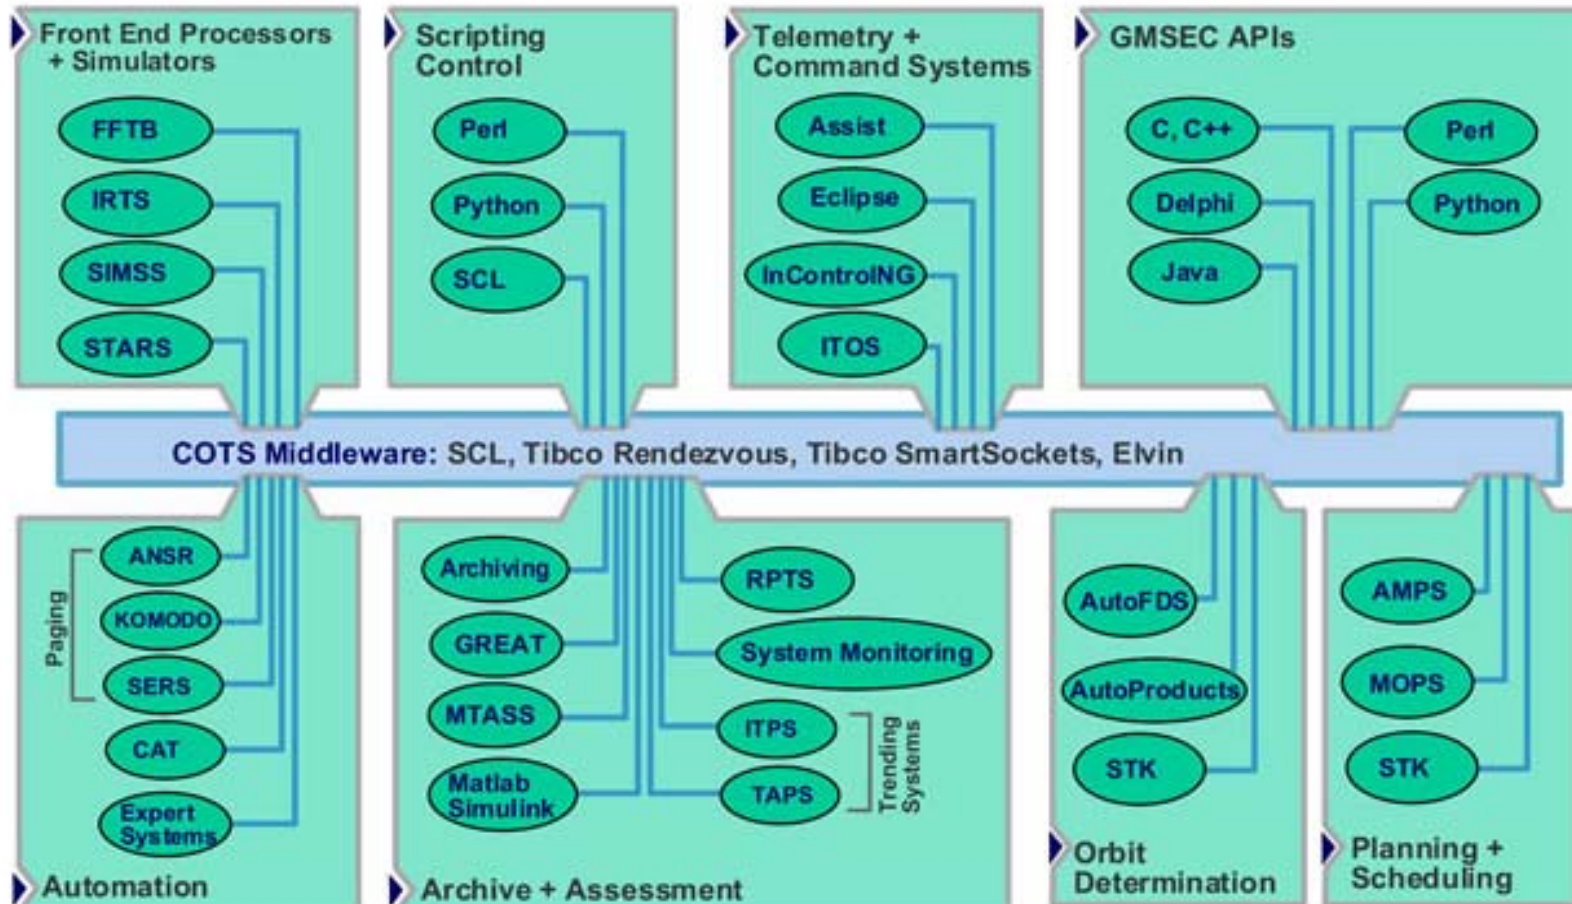 Front End Processors
+ Simulators
FFTB
IRTS
SIMSS
STARS
Scripting
Control
Perl
Python
SCL
Telemetry +
Command Systems
Assist
Eclipse
InControlNG
ITOS
GMSEC APIs
C, C++
Delphi
Java
Perl
Python
COTS Middleware: SCL, Tibco Rendezvous, Tibco SmartSockets, Elvin
Paging
ANSR
KOMODO
SERS
CAT
Expert
Systems
Automation
Archiving
GREAT
MTASS
Matlab
Simulink
RPTS
System Monitoring
ITPS
TAPS
Trending
Systems
Archive + Assessment
AutoFDS
AutoProducts
STK
Orbit
Determination
AMPS
MOPS
STK
Planning +
Scheduling